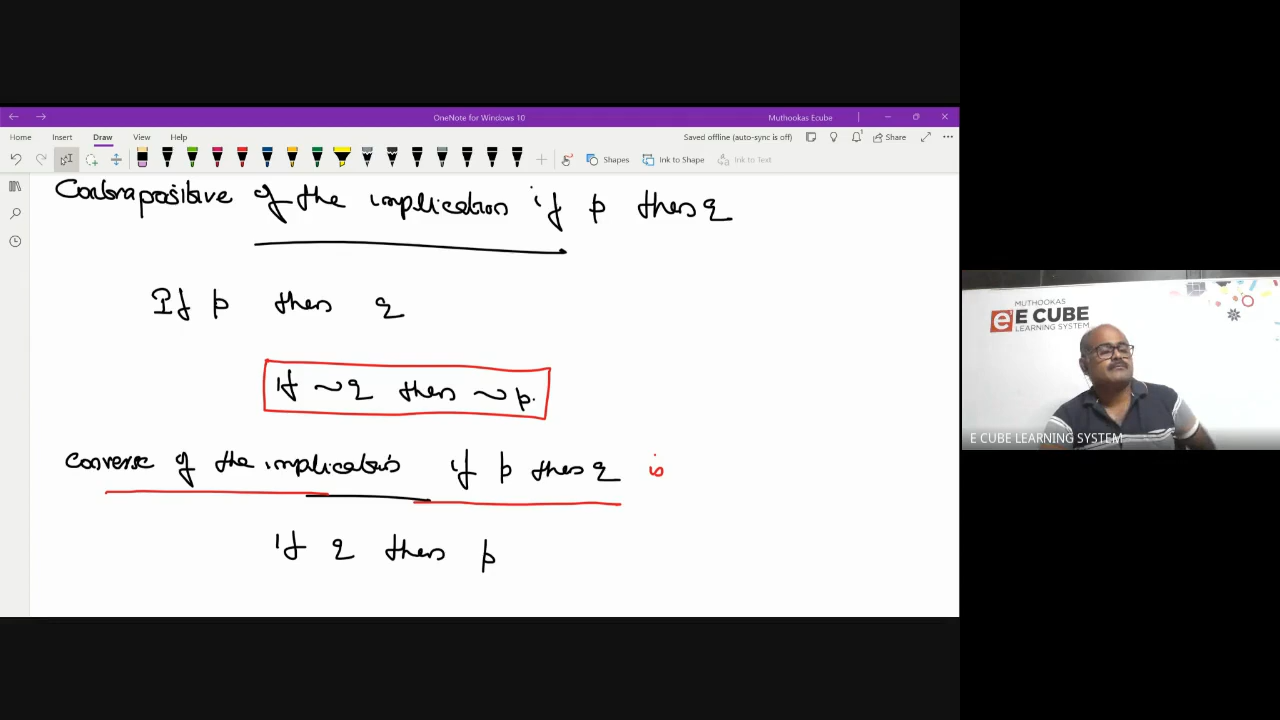 OneNote for Windows 10
Muthookas Ecube
Home Insert Draw View Help
Saved offline (auto-sync is off)
Share
Shapes
Ink to Shape
Ink to Text
Contrapositive of the implication if p then q
If p then q
If ~q then ~p.
Converse of the implication if p then q is
If q then p
MUTHOOKAS
e E CUBE
LEARNING SYSTEM
E CUBE LEARNING SYSTEM